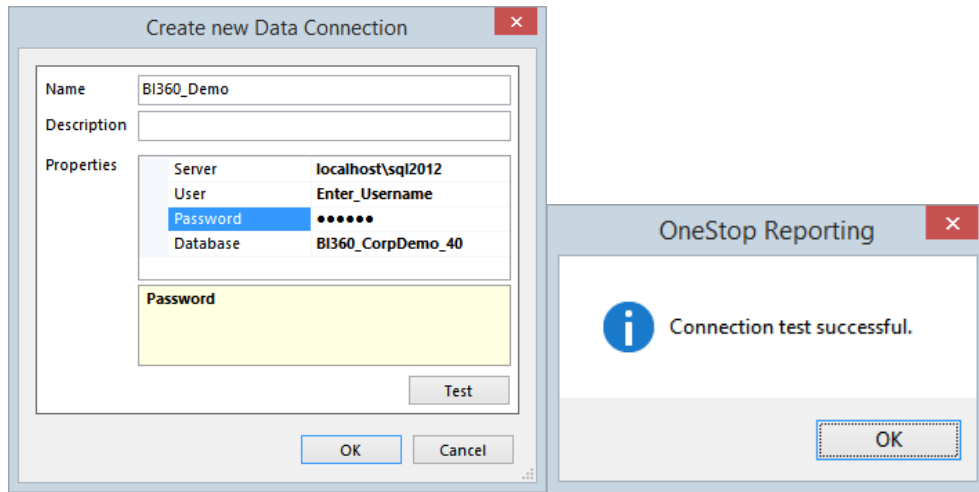 Create new Data Connection
Name BI360_Demo
Description
Properties
Server localhost\sql2012
User Enter_Username
Password ●●●●●●
Database BI360_CorpDemo_40
Password
Test
OK Cancel
OneStop Reporting
Connection test successful.
OK